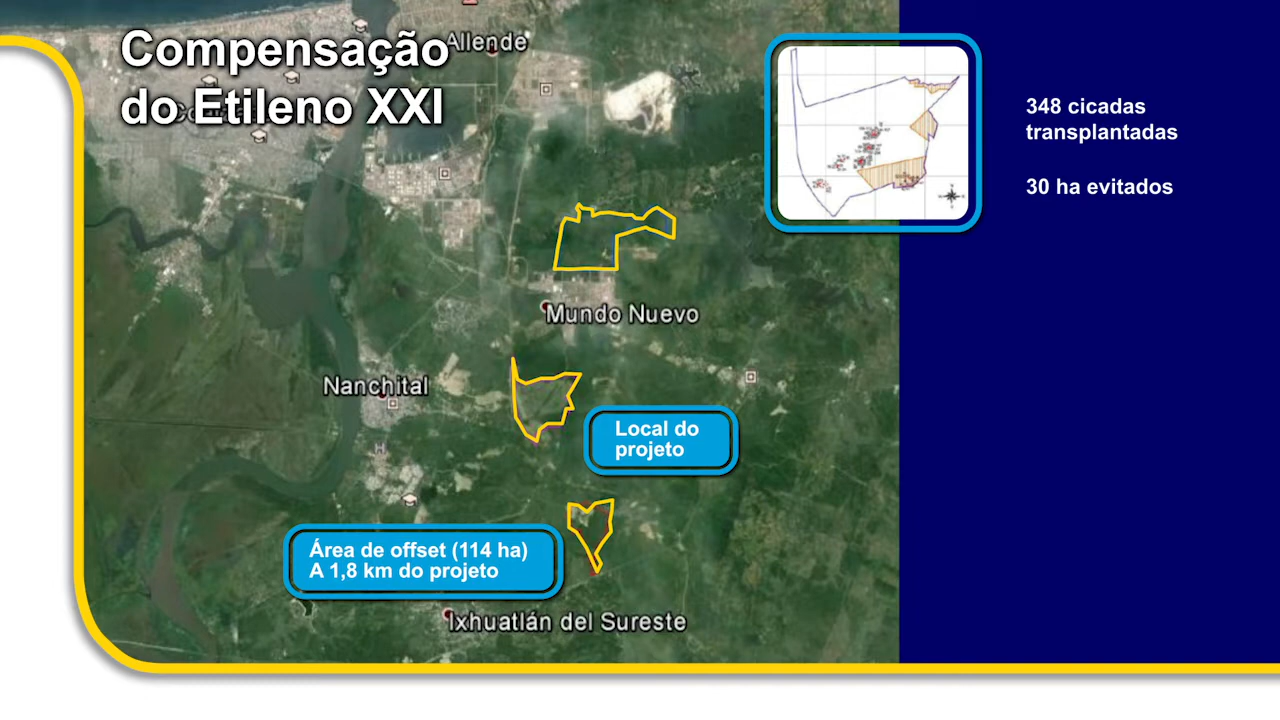 Compensação
do Etileno XXI
Allende
348 cicadas
transplantadas
30 ha evitados
Mundo Nuevo
Nanchital
Local do
projeto
Área de offset (114 ha)
A 1,8 km do projeto
Ixhuatlán del Sureste